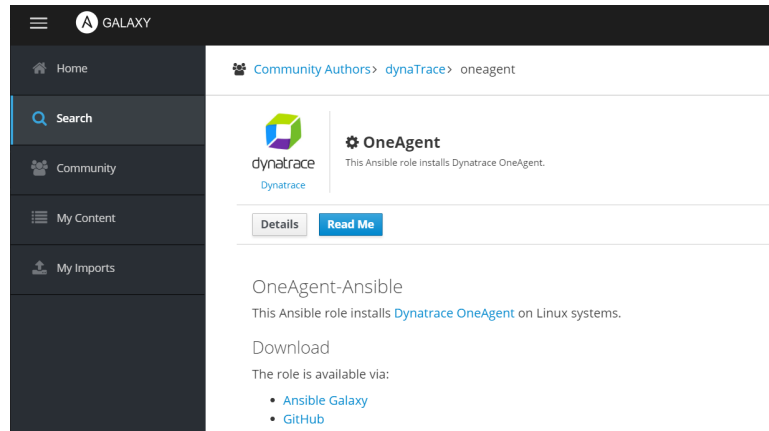 A GALAXY
Home
Search
Community
My Content
My Imports
Community Authors> dynaTrace> oneagent
dynatrace
Dynatrace
OneAgent
This Ansible role installs Dynatrace OneAgent.
Details
Read Me
OneAgent-Ansible
This Ansible role installs Dynatrace OneAgent on Linux systems.
Download
The role is available via:
• Ansible Galaxy
• GitHub